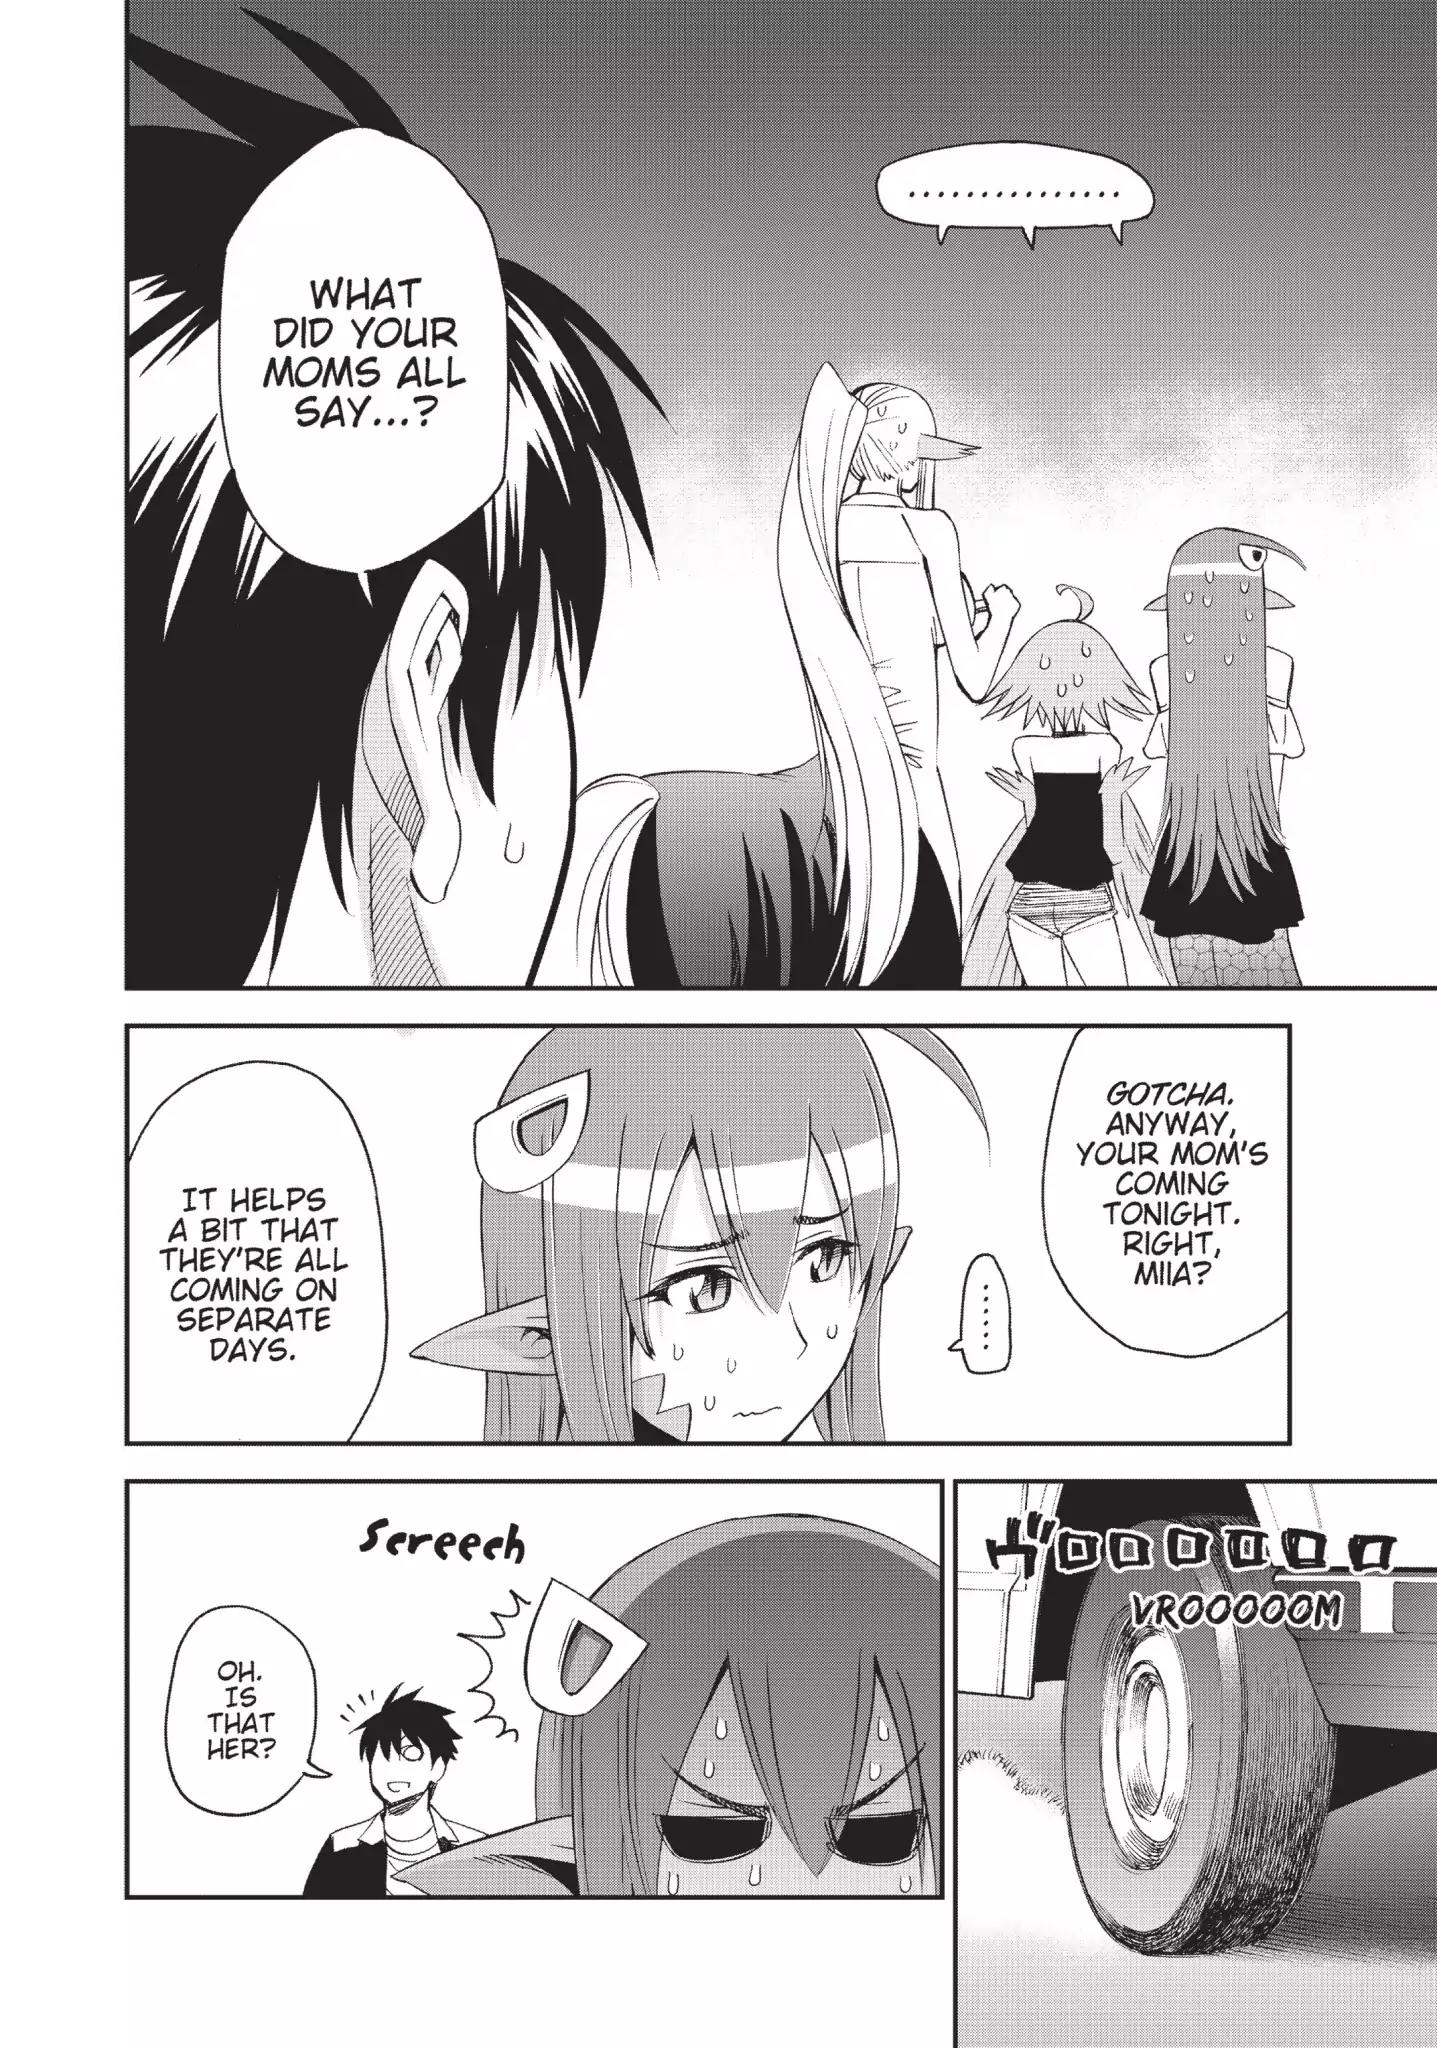 ...............
WHAT
DID YOUR
MOMS ALL
SAY...?
GOTCHA.
ANYWAY,
YOUR MOM'S
COMING
TONIGHT.
RIGHT,
MIIA?
......
IT HELPS
A BIT THAT
THEY'RE ALL
COMING ON
SEPARATE
DAYS.
ヴロロロロロロ
VROOOOOM
Screech
OH.
IS
THAT
HER?